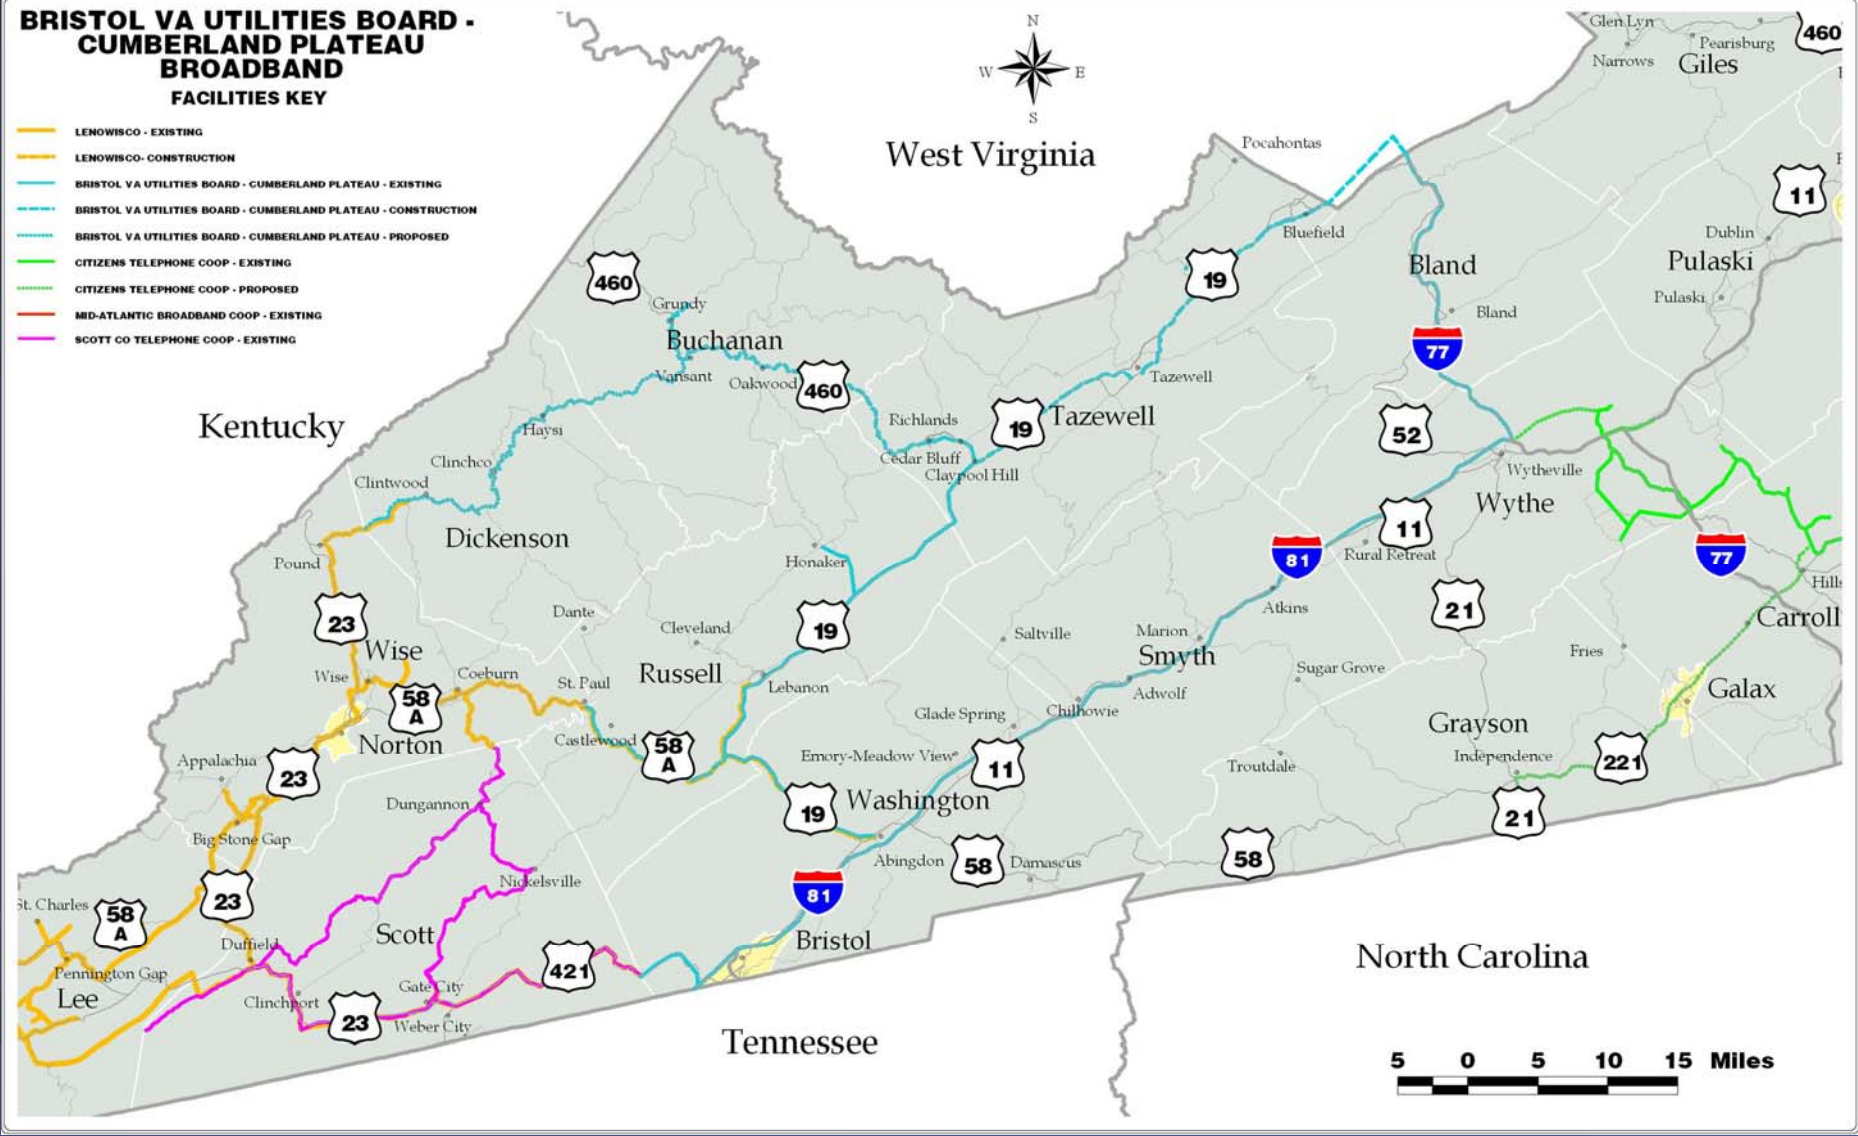 BRISTOL VA UTILITIES BOARD -
CUMBERLAND PLATEAU
BROADBAND
FACILITIES KEY
LENOWISCO - EXISTING
LENOWISCO- CONSTRUCTION
BRISTOL VA UTILITIES BOARD - CUMBERLAND PLATEAU - EXISTING
BRISTOL VA UTILITIES BOARD - CUMBERLAND PLATEAU - CONSTRUCTION
BRISTOL VA UTILITIES BOARD - CUMBERLAND PLATEAU - PROPOSED
CITIZENS TELEPHONE COOP - EXISTING
CITIZENS TELEPHONE COOP - PROPOSED
MID-ATLANTIC BROADBAND COOP - EXISTING
SCOTT CO TELEPHONE COOP - EXISTING
N
W E
S
West Virginia
Glen Lyn
Pearisburg
460
Narrows
Giles
Pocahontas
11
Dublin
Bluefield
Pulaski
Bland
460
19
Pulaski
Grundy
Bland
Buchanan
77
Vansant
Oakwood
460
Tazewell
Kentucky
Haysi
Richlands
19
Tazewell
52
Cedar Bluff
Clinchco
Claypool Hill
Wytheville
Clintwood
Wythe
Dickenson
11
Pound
Honaker
81
Rural Retreat
77
Hills
23
Dante
Cleveland
19
Atkins
21
Carroll
Saltville
Marion
Wise
Smyth
Fries
Wise
Coeburn
St. Paul
Russell
Lebanon
Sugar Grove
Adwolf
Galax
58
A
Glade Spring
Chilhowie
Grayson
Norton
Castlewood
58
A
Emory-Meadow View
11
Troutdale
Independence
221
Appalachia
23
Dungannon
19
Washington
21
Big Stone Gap
Abingdon
58
Damascus
58
Nickelsville
81
St. Charles
58
A
23
Scott
Bristol
Duffield
North Carolina
Pennington Gap
421
Lee
Clinchport
Gate City
23
Weber City
Tennessee
5 0 5 10 15 Miles